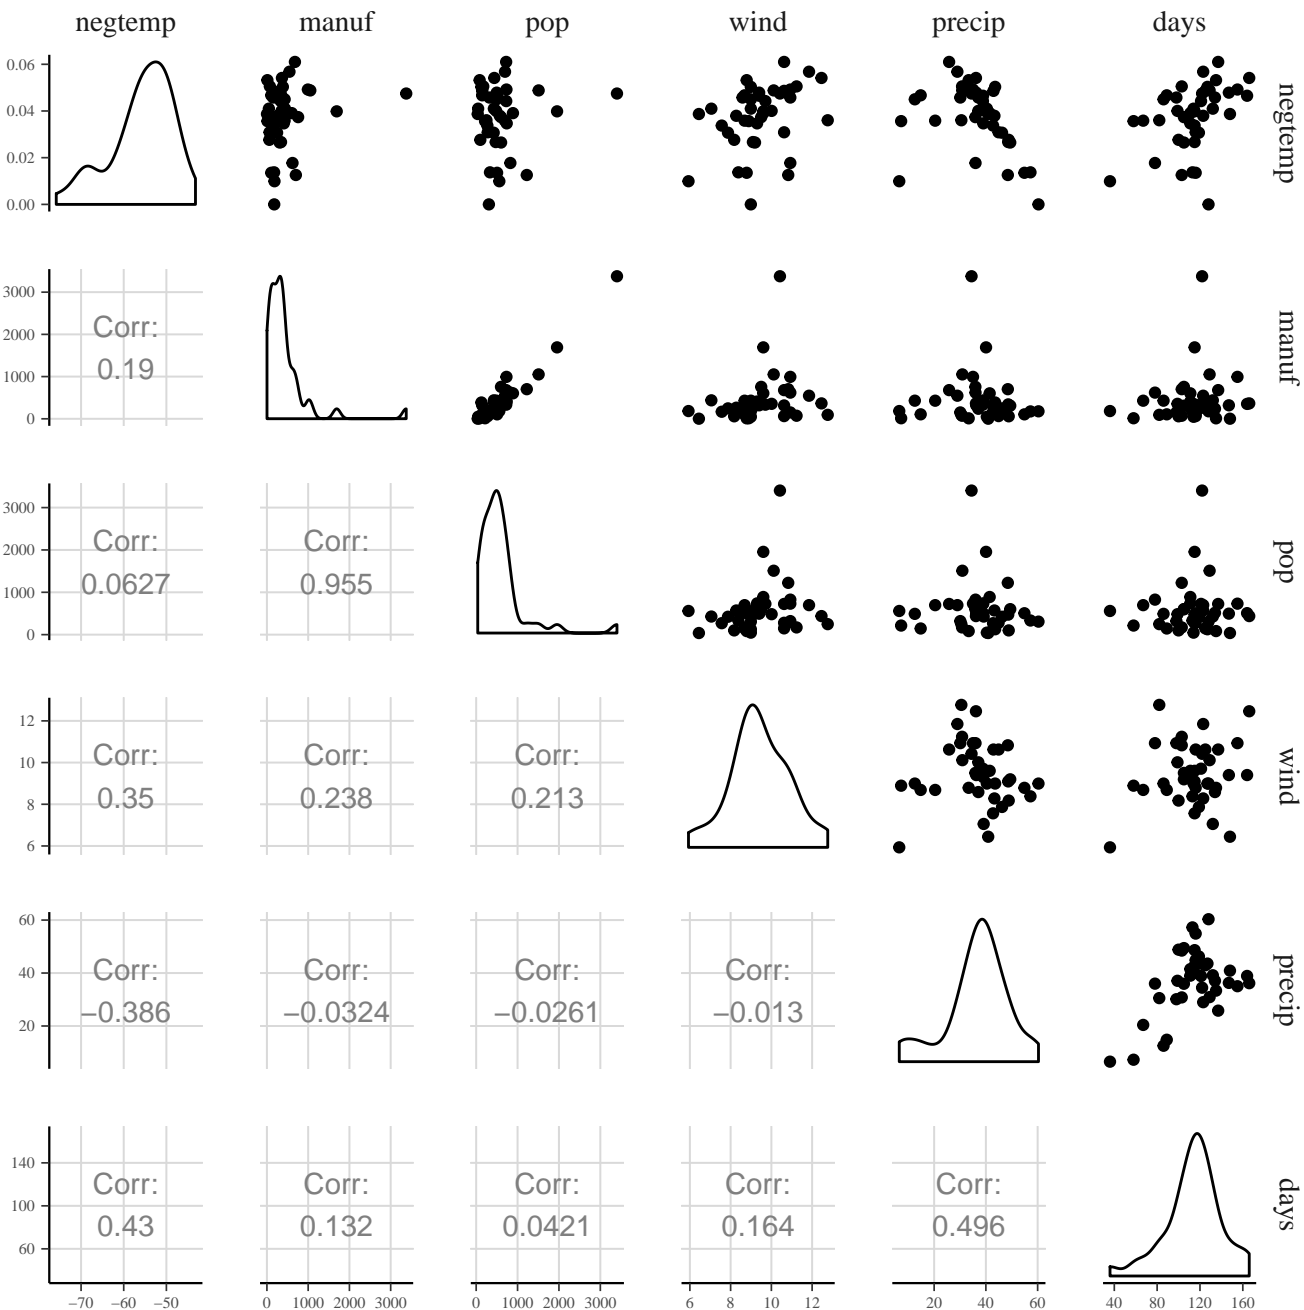 negtemp manuf pop wind precip days
0.06
0.04
0.02
0.00
negtemp
3000
2000
1000
0
Corr:
0.19
manuf
3000
2000
1000
0
Corr: Corr:
0.0627 0.955
pop
12
10
8
6
Corr: Corr: Corr:
0.35 0.238 0.213
wind
60
40
20
Corr: Corr: Corr: Corr:
−0.386 −0.0324 −0.0261 −0.013
precip
140
100
60
Corr: Corr: Corr: Corr: Corr:
0.43 0.132 0.0421 0.164 0.496
days
−70 −60 −50 0 1000 2000 3000 0 1000 2000 3000 6 8 10 12 20 40 60 40 80 120 160